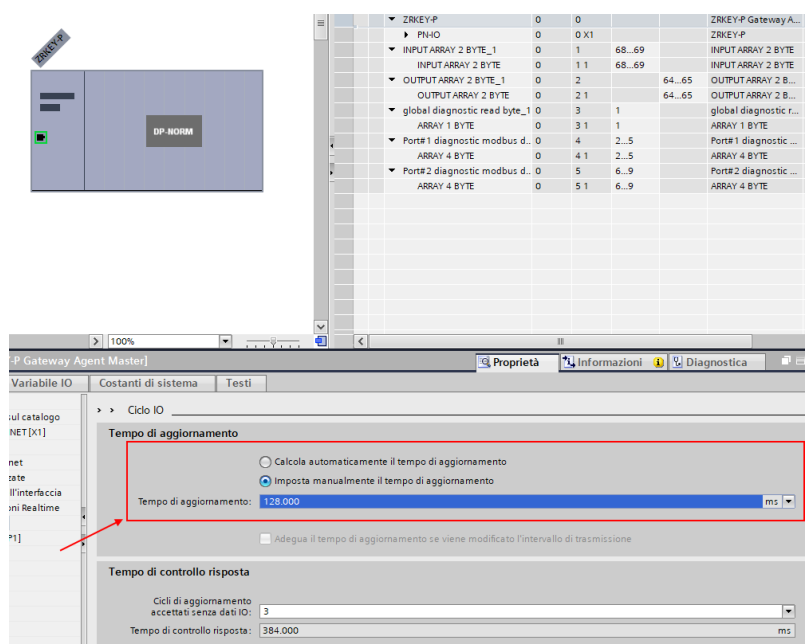 ZRKEY-P
DP-NORM
ZRKEY-P 0 0 ZRKEY-P Gateway A...
PN-IO 0 0 X1 ZRKEY-P
INPUT ARRAY 2 BYTE_1 0 1 68...69 INPUT ARRAY 2 BYTE
INPUT ARRAY 2 BYTE 0 1 1 68...69 INPUT ARRAY 2 BYTE
OUTPUT ARRAY 2 BYTE_1 0 2 64...65 OUTPUT ARRAY 2 B...
OUTPUT ARRAY 2 BYTE 0 2 1 64...65 OUTPUT ARRAY 2 B...
global diagnostic read byte_1 0 3 1 global diagnostic r...
ARRAY 1 BYTE 0 3 1 1 ARRAY 1 BYTE
Port#1 diagnostic modbus d.. 0 4 2...5 Port#1 diagnostic ...
ARRAY 4 BYTE 0 4 1 2...5 ARRAY 4 BYTE
Port#2 diagnostic modbus d.. 0 5 6...9 Port#2 diagnostic ...
ARRAY 4 BYTE 0 5 1 6...9 ARRAY 4 BYTE
100%
-P Gateway Agent Master]
Proprietà Informazioni Diagnostica
Variabile IO Costanti di sistema Testi
sul catalogo
NET [X1]
net
zate
ll'interfaccia
oni Realtime
P1]
> > Ciclo IO
Tempo di aggiornamento
Calcola automaticamente il tempo di aggiornamento
Imposta manualmente il tempo di aggiornamento
Tempo di aggiornamento: 128.000 ms
Adegua il tempo di aggiornamento se viene modificato l'intervallo di trasmissione
Tempo di controllo risposta
Cicli di aggiornamento
accettati senza dati IO: 3
Tempo di controllo risposta: 384.000 ms